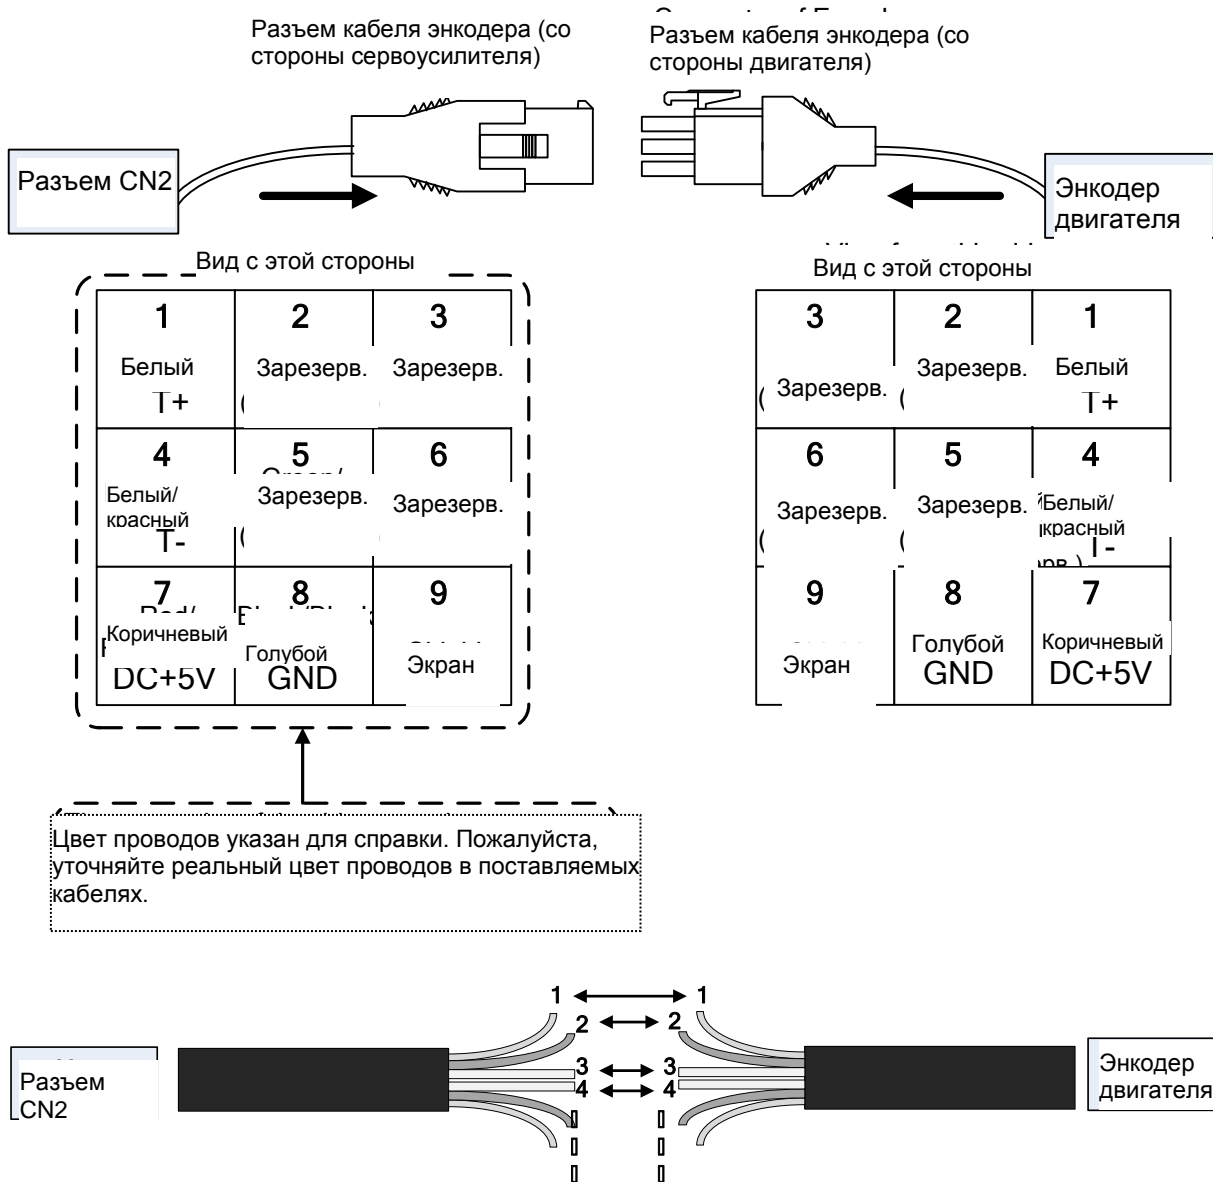 Разъем кабеля энкодера (со
стороны сервоусилителя)
Разъем кабеля энкодера (со
стороны двигателя)
Разъем CN2
Энкодер
двигателя
Вид с этой стороны
1
2
3
Белый
Зарезерв.
Зарезерв.
T+
4
5
6
Белый/
красный
Зарезерв.
Зарезерв.
T-
7
8
9
Коричневый
Голубой
Экран
DC+5V
GND
Вид с этой стороны
3
2
1
Зарезерв.
Зарезерв.
Белый
T+
6
5
4
Зарезерв.
Зарезерв.
Белый/
красный
T-
9
8
7
Экран
Голубой
Коричневый
GND
DC+5V
Цвет проводов указан для справки. Пожалуйста,
уточняйте реальный цвет проводов в поставляемых
кабелях.
1 1
2 2
3 3
4 4
Разъем
CN2
Энкодер
двигателя